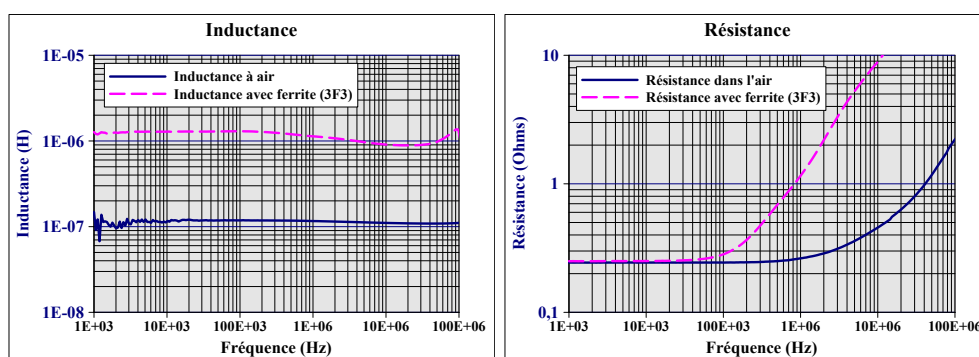 Inductance
1E-05
1E-06
1E-07
1E-08
Inductance (H)
Inductance à air
Inductance avec ferrite (3F3)
1E+03 10E+03 100E+03 1E+06 10E+06 100E+06
Fréquence (Hz)
Résistance
10
1
0,1
Résistance (Ohms)
Résistance dans l'air
Résistance avec ferrite (3F3)
1E+03 10E+03 100E+03 1E+06 10E+06 100E+06
Fréquence (Hz)